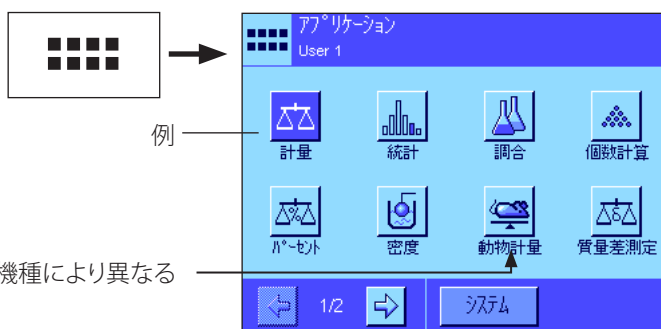 アプリケーション
User 1
例
計量
統計
調合
個数計算
パーセント
密度
動物計量
質量差測定
機種により異なる
1/2
システム